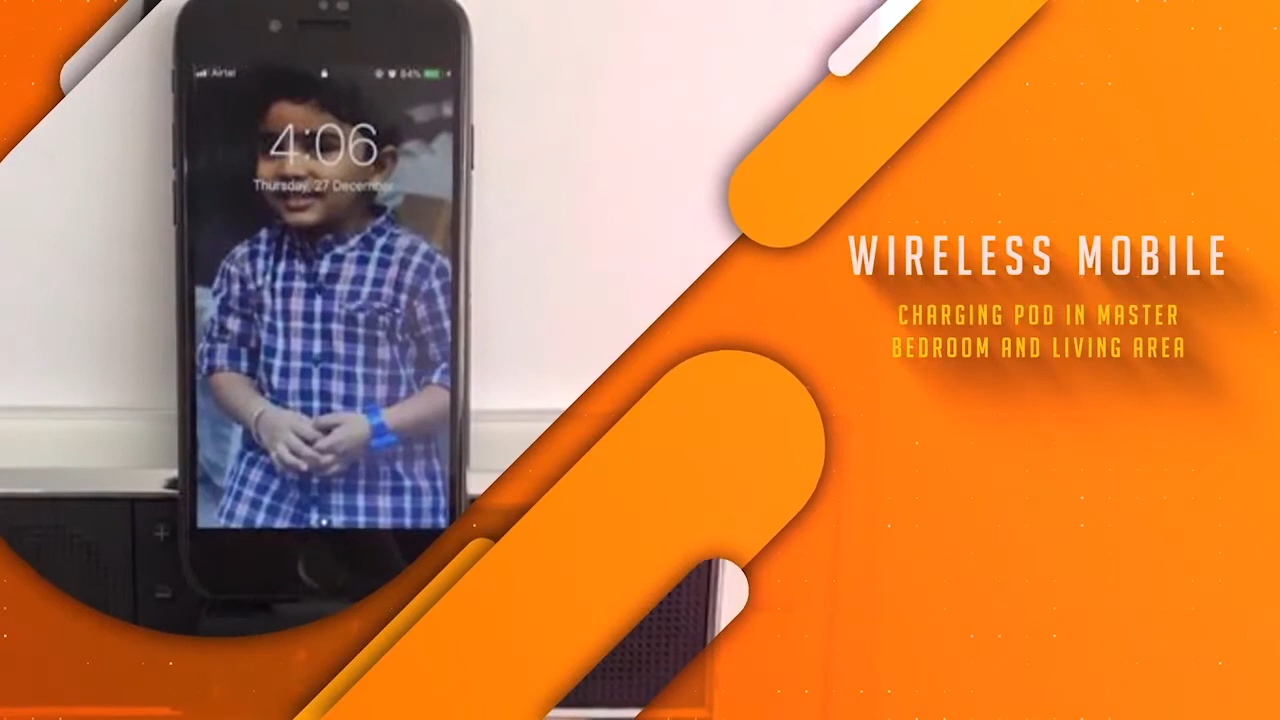 Airtel
84%
4:06
Thursday, 27 December
WIRELESS MOBILE
CHARGING POD IN MASTER
BEDROOM AND LIVING AREA